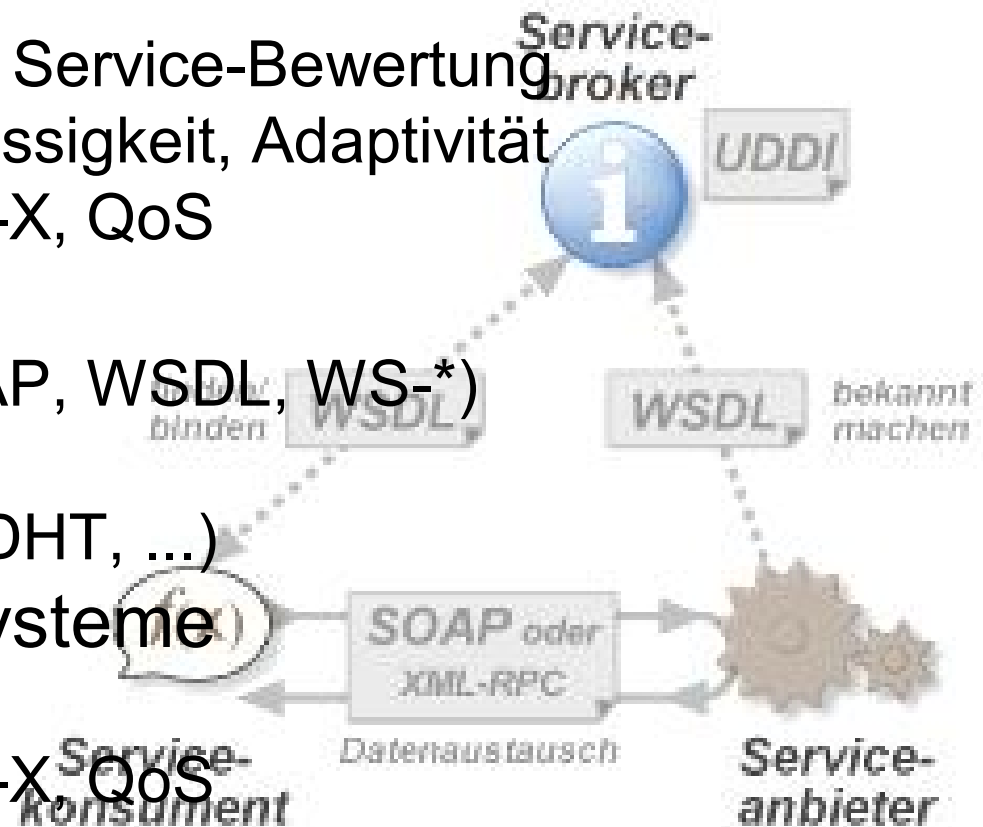 Service-Bewertung
ssigkeit, Adaptivität
-X, QoS
AP, WSDL, WS-*)
DHT, ...)
ysteme
-X, QoS
Service-
broker
UDDI
binden
WSDL
WSDL
bekannt
machen
f(x)
SOAP oder
XML-RPC
Datenaustausch
Service-
konsument
Service-
anbieter